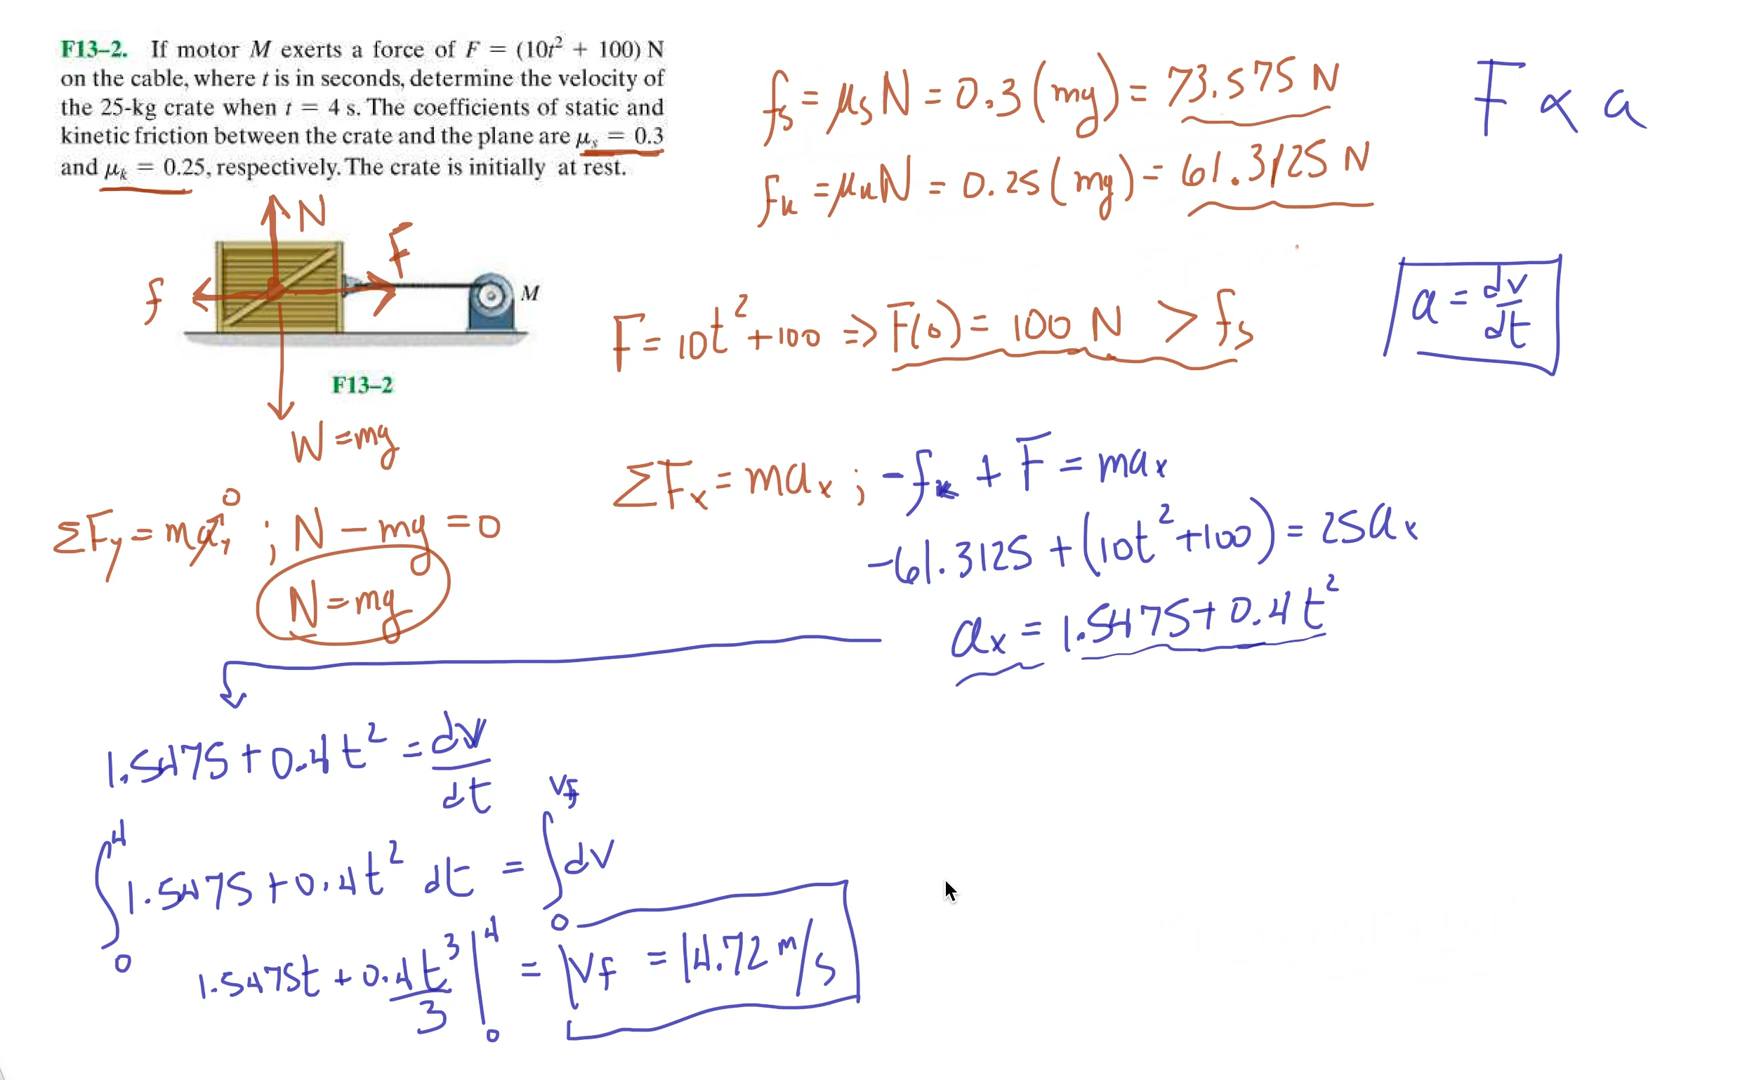 F13–2. If motor M exerts a force of F = (10t² + 100) N
on the cable, where t is in seconds, determine the velocity of
the 25-kg crate when t = 4 s. The coefficients of static and
kinetic friction between the crate and the plane are μs = 0.3
and μk = 0.25, respectively. The crate is initially at rest.
N
F
f
M
F13–2
W = mg
ΣFy = may⁰ ; N − mg = 0
N = mg
fs = μs N = 0.3 (mg) = 73.575 N
fk = μk N = 0.25 (mg) = 61.3125 N
F ∝ a
F = 10t² + 100 => F(0) = 100 N > fs
a = dv/dt
ΣFx = max ; −fk + F = max
−61.3125 + (10t² + 100) = 25ax
ax = 1.5475 + 0.4t²
1.5475 + 0.4t² = dv/dt
∫₀⁴ 1.5475 + 0.4t² dt = ∫₀^Vf dv
1.5475t + 0.4t³/3 |₀⁴ = Vf = 14.72 m/s